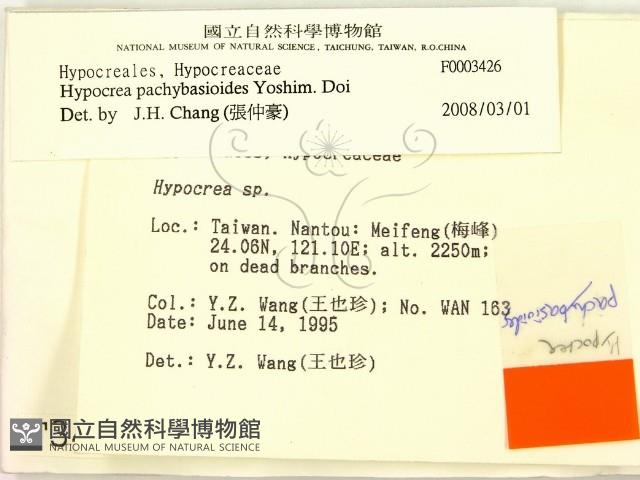 國立自然科學博物館
NATIONAL MUSEUM OF NATURAL SCIENCE, TAICHUNG, TAIWAN, R.O.CHINA
Hypocreales, Hypocreaceae F0003426
Hypocrea pachybasioides Yoshim. Doi
Det. by J.H. Chang(張仲豪) 2008/03/01
Hypocreaceae
Hypocrea sp.
Loc.: Taiwan. Nantou: Meifeng(梅峰)
24.06N, 121.10E; alt. 2250m;
on dead branches.
Col.: Y.Z. Wang(王也珍); No. WAN 163
Date: June 14, 1995
Det.: Y.Z. Wang(王也珍)
Hypocrea
pachybasioides
國立自然科學博物館
NATIONAL MUSEUM OF NATURAL SCIENCE